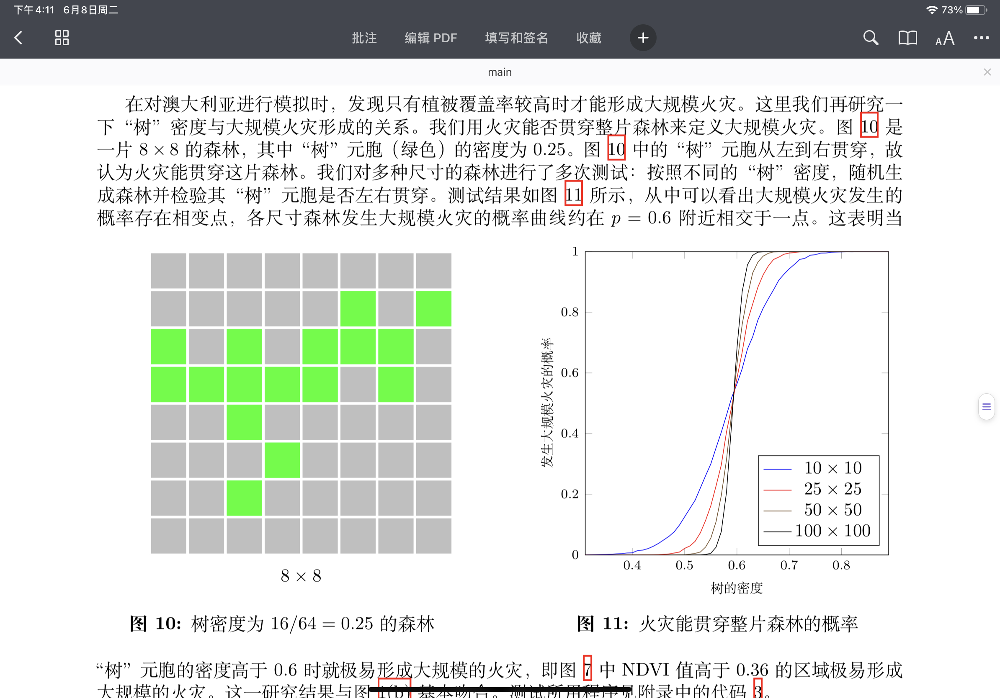 下午4:11 6月8日周二
73%
批注 编辑 PDF 填写和签名 收藏
AA
main
在对澳大利亚进行模拟时，发现只有植被覆盖率较高时才能形成大规模火灾。这里我们再研究一
下“树”密度与大规模火灾形成的关系。我们用火灾能否贯穿整片森林来定义大规模火灾。图 10 是
一片 8 × 8 的森林，其中“树”元胞（绿色）的密度为 0.25。图 10 中的“树”元胞从左到右贯穿，故
认为火灾能贯穿这片森林。我们对多种尺寸的森林进行了多次测试：按照不同的“树”密度，随机生
成森林并检验其“树”元胞是否左右贯穿。测试结果如图 11 所示，从中可以看出大规模火灾发生的
概率存在相变点，各尺寸森林发生大规模火灾的概率曲线约在 p = 0.6 附近相交于一点。这表明当
8 × 8
图 10: 树密度为 16/64 = 0.25 的森林
发生大规模火灾的概率
1
0.8
0.6
0.4
0.2
0
0.4 0.5 0.6 0.7 0.8
树的密度
10 × 10
25 × 25
50 × 50
100 × 100
图 11: 火灾能贯穿整片森林的概率
“树”元胞的密度高于 0.6 时就极易形成大规模的火灾，即图 7 中 NDVI 值高于 0.36 的区域极易形成
大规模的火灾。这一研究结果与图 1(b) 基本吻合。测试所用程序见附录中的代码 3。